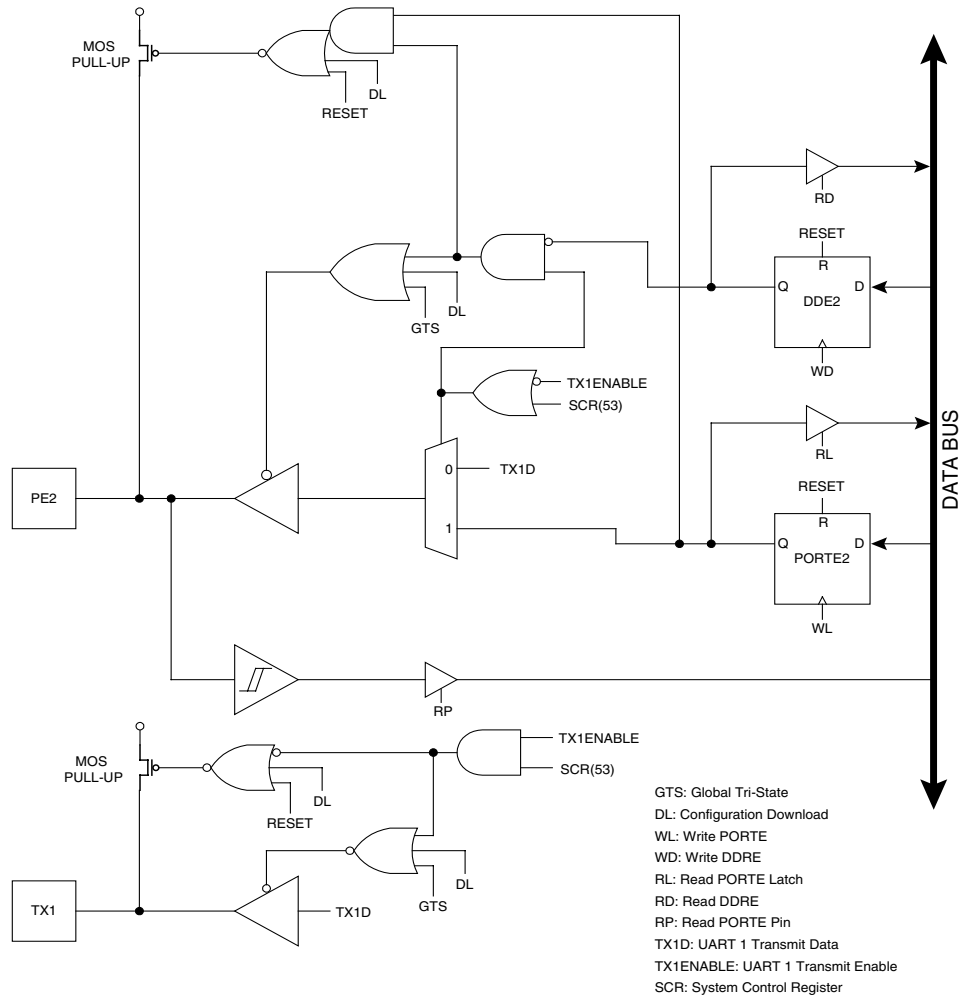 MOS
PULL-UP
DL
RESET
RD
RESET
R
Q
D
DDE2
WD
DL
GTS
TX1ENABLE
SCR(53)
RL
0
TX1D
RESET
R
PE2
1
Q
D
PORTE2
WL
DATA BUS
RP
MOS
PULL-UP
TX1ENABLE
SCR(53)
DL
RESET
DL
GTS
TX1
TX1D
GTS: Global Tri-State
DL: Configuration Download
WL: Write PORTE
WD: Write DDRE
RL: Read PORTE Latch
RD: Read DDRE
RP: Read PORTE Pin
TX1D: UART 1 Transmit Data
TX1ENABLE: UART 1 Transmit Enable
SCR: System Control Register